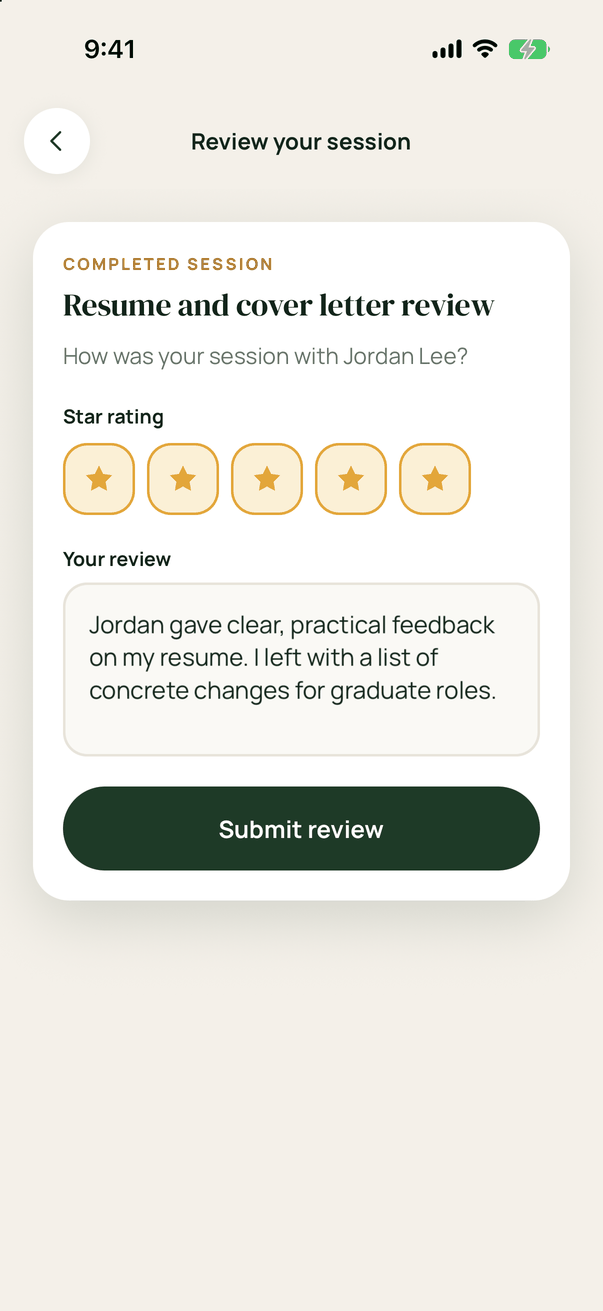 9:41
Review your session
COMPLETED SESSION
Resume and cover letter review
How was your session with Jordan Lee?
Star rating
Your review
Jordan gave clear, practical feedback
on my resume. I left with a list of
concrete changes for graduate roles.
Submit review